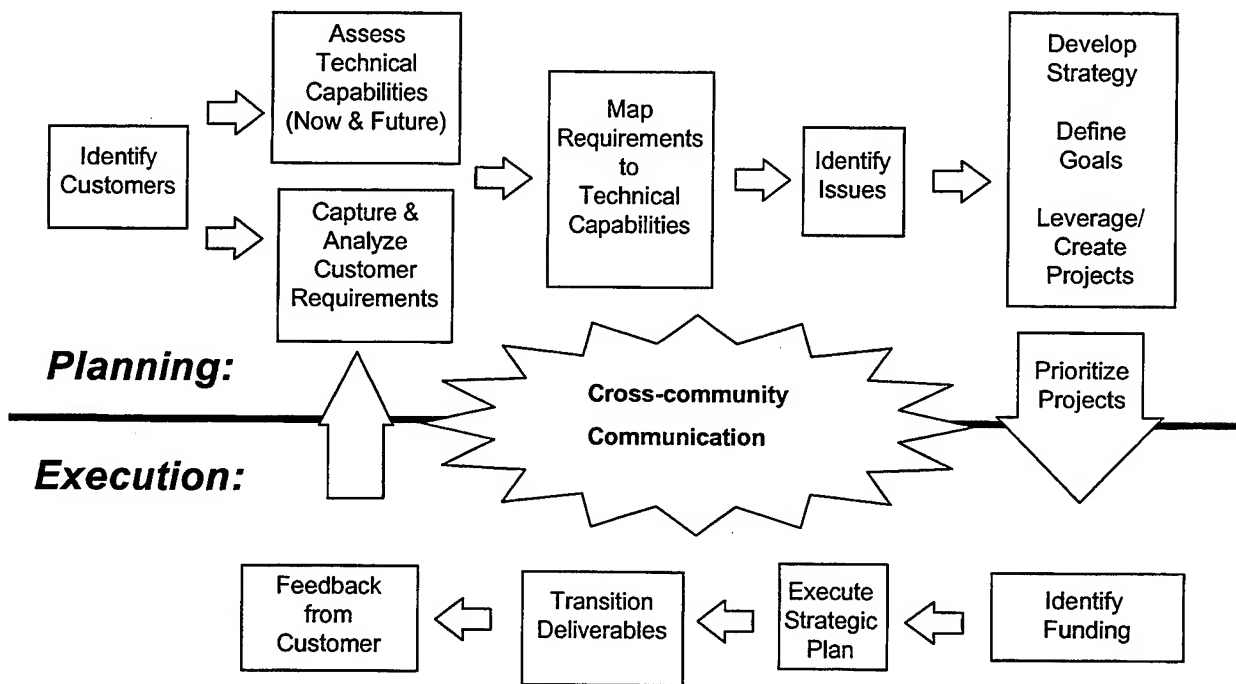 Identify
Customers
Assess
Technical
Capabilities
(Now & Future)
Capture &
Analyze
Customer
Requirements
Map
Requirements
to
Technical
Capabilities
Identify
Issues
Develop
Strategy
Define
Goals
Leverage/
Create
Projects
Planning:
Cross-community
Communication
Prioritize
Projects
Execution:
Identify
Funding
Execute
Strategic
Plan
Transition
Deliverables
Feedback
from
Customer